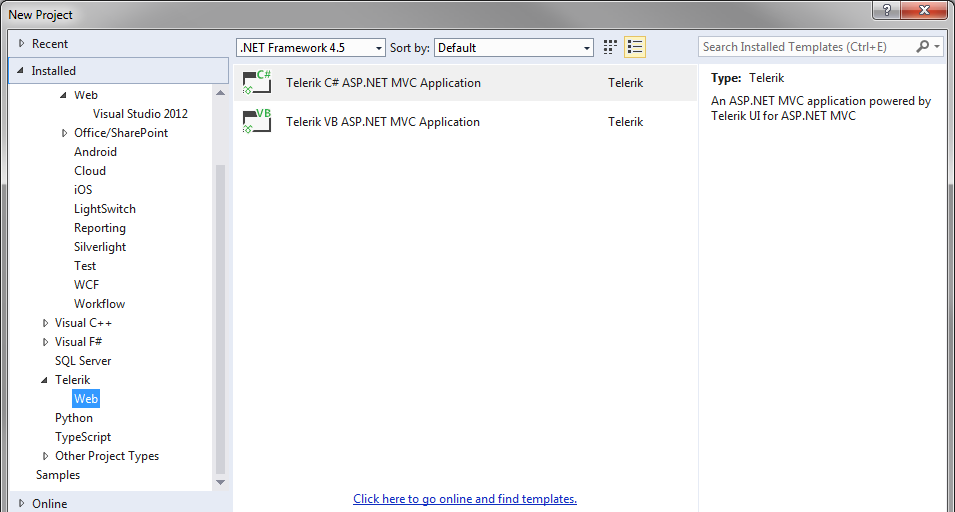 New Project
?
Recent
.NET Framework 4.5
Sort by:
Default
Search Installed Templates (Ctrl+E)
Installed
Web
Visual Studio 2012
Office/SharePoint
Android
Cloud
iOS
LightSwitch
Reporting
Silverlight
Test
WCF
Workflow
Visual C++
Visual F#
SQL Server
Telerik
Web
Python
TypeScript
Other Project Types
Samples
Online
C#
Telerik C# ASP.NET MVC Application
Telerik
VB
Telerik VB ASP.NET MVC Application
Telerik
Click here to go online and find templates.
Type: Telerik
An ASP.NET MVC application powered by
Telerik UI for ASP.NET MVC